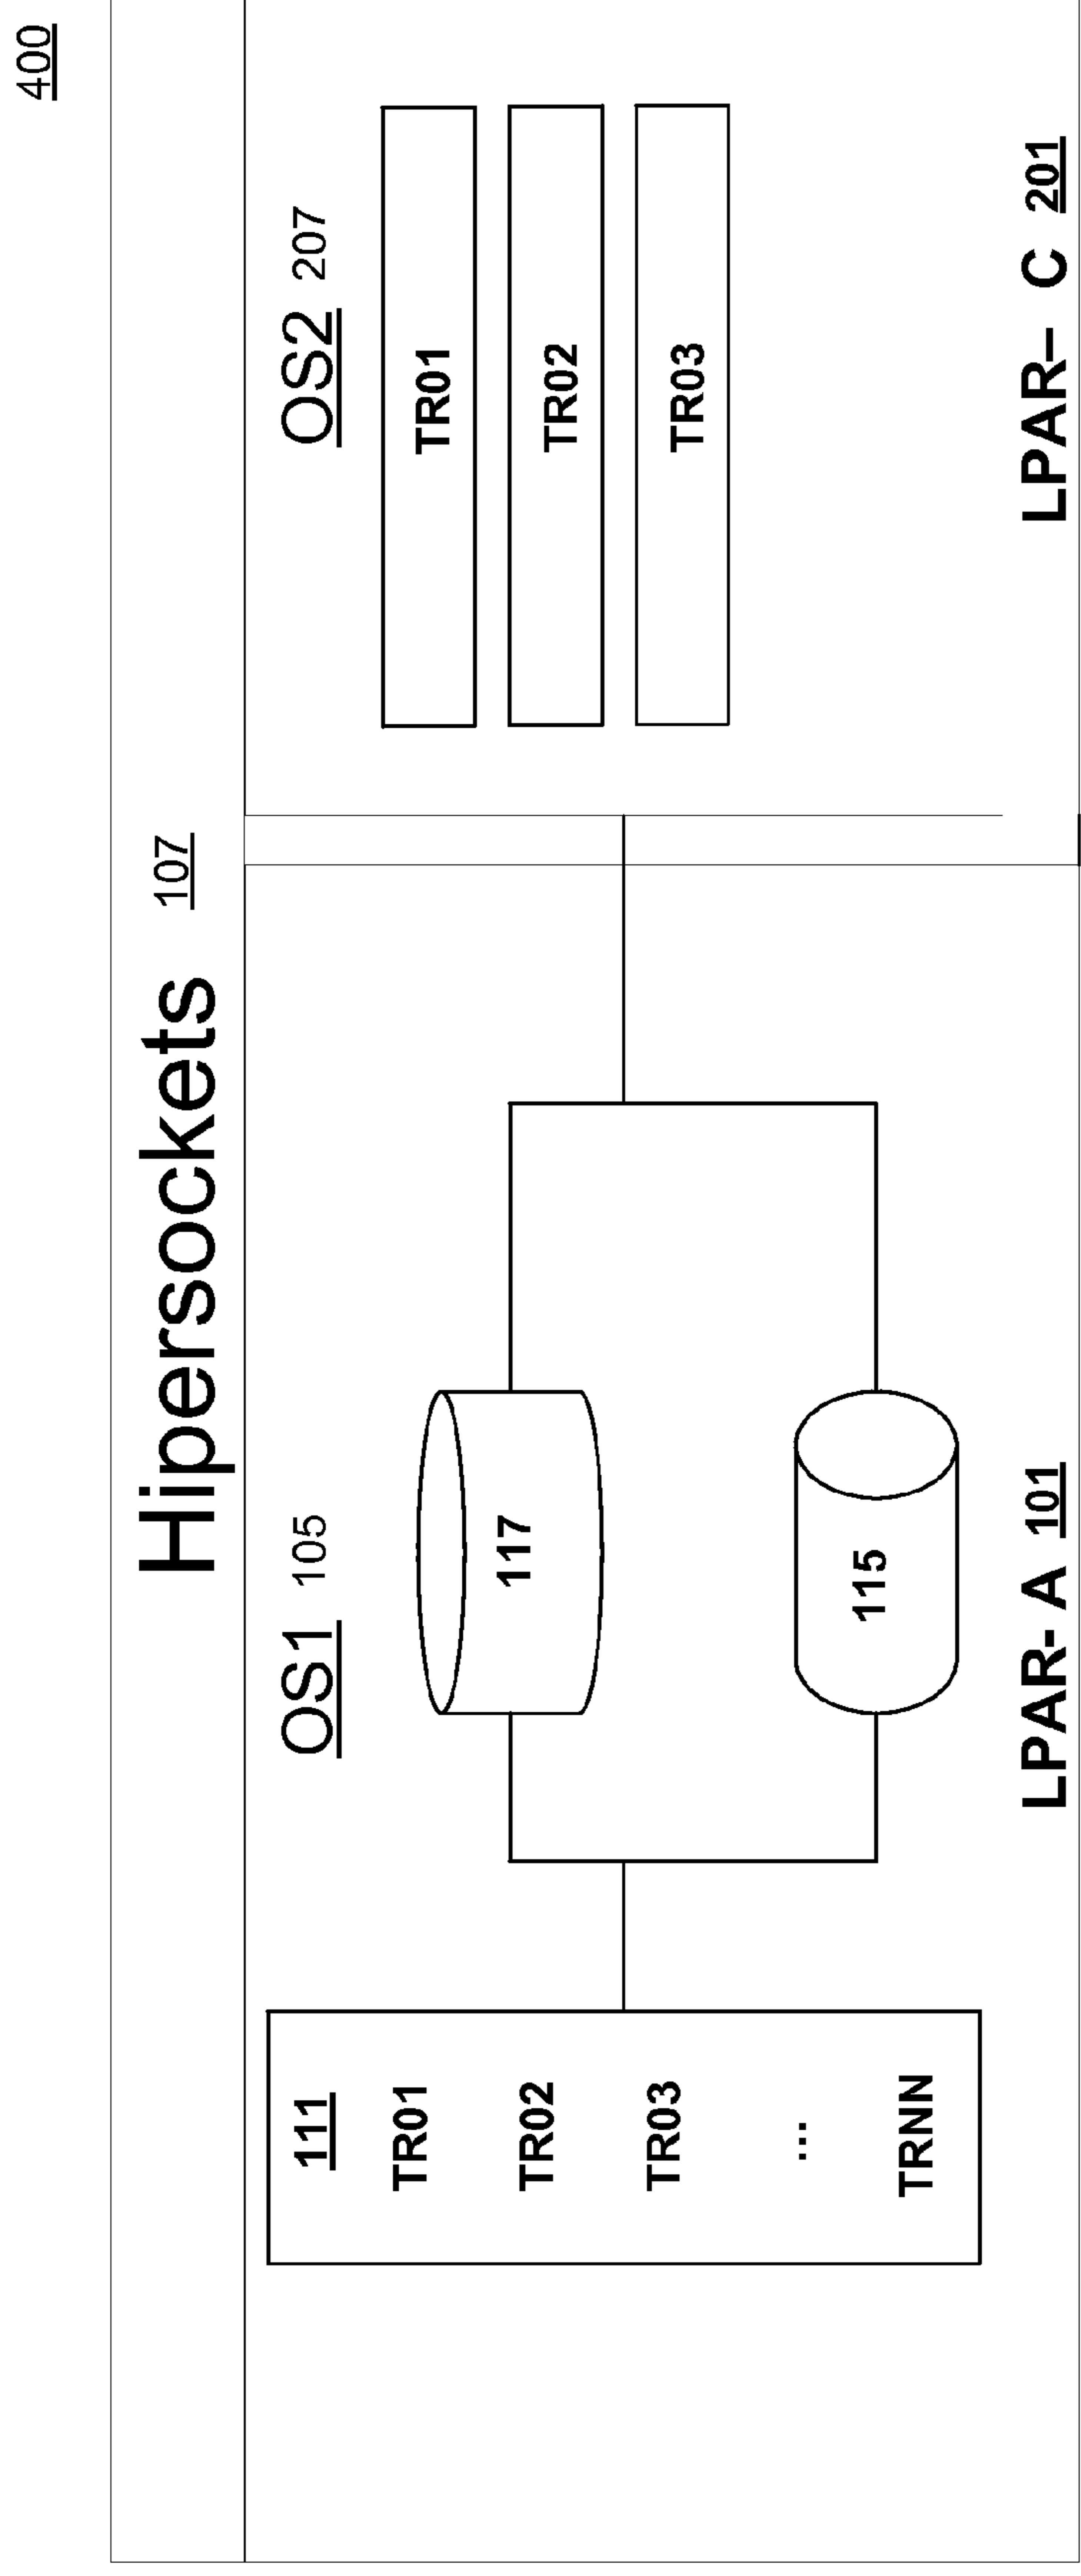 400
Hipersockets 107
OS1 105
111
TR01
TR02
TR03
...
TRNN
117
115
LPAR- A 101
OS2 207
TR01
TR02
TR03
LPAR– C 201